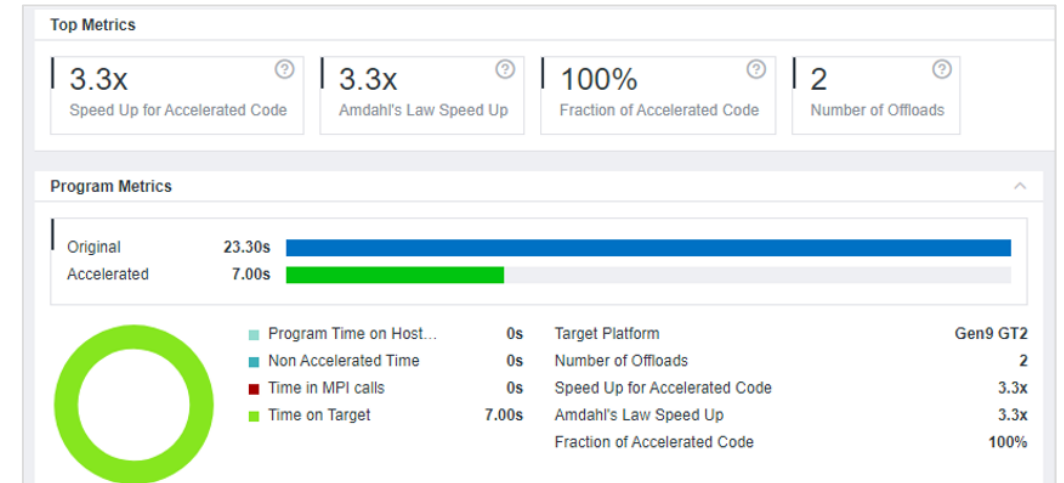 Top Metrics
3.3x
Speed Up for Accelerated Code
3.3x
Amdahl's Law Speed Up
100%
Fraction of Accelerated Code
2
Number of Offloads
Program Metrics
Original 23.30s
Accelerated 7.00s
Program Time on Host... 0s
Non Accelerated Time 0s
Time in MPI calls 0s
Time on Target 7.00s
Target Platform Gen9 GT2
Number of Offloads 2
Speed Up for Accelerated Code 3.3x
Amdahl's Law Speed Up 3.3x
Fraction of Accelerated Code 100%